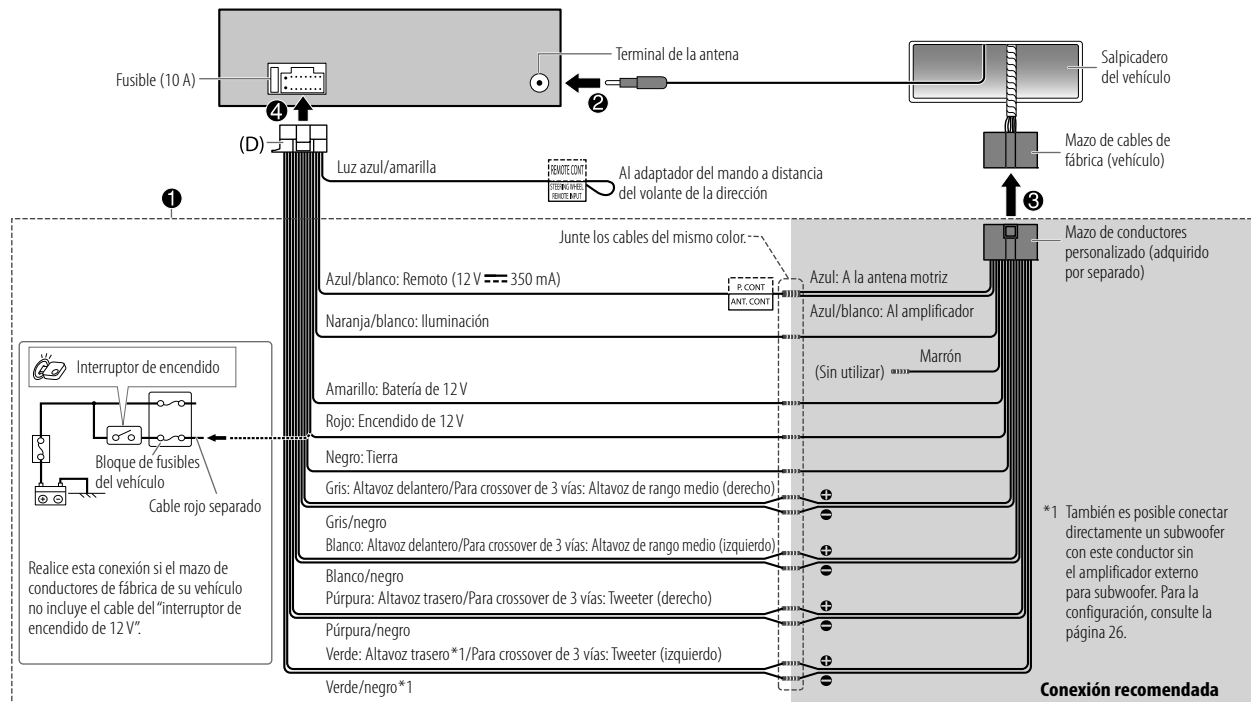 Fusible (10 A)
Terminal de la antena
Salpicadero
del vehículo
❹
❷
(D)
Mazo de cables de
fábrica (vehículo)
Luz azul/amarilla
REMOTE CONT
STEERING WHEEL
REMOTE INPUT
Al adaptador del mando a distancia
del volante de la dirección
❶
❸
Junte los cables del mismo color.
Mazo de conductores
personalizado (adquirido
por separado)
Azul/blanco: Remoto (12 V ⎓ 350 mA)
P. CONT
ANT. CONT
Azul: A la antena motriz
Azul/blanco: Al amplificador
Naranja/blanco: Iluminación
Marrón
(Sin utilizar)
Interruptor de encendido
Amarillo: Batería de 12 V
Rojo: Encendido de 12 V
Bloque de fusibles
del vehículo
Cable rojo separado
Negro: Tierra
Gris: Altavoz delantero/Para crossover de 3 vías: Altavoz de rango medio (derecho)
Gris/negro
Blanco: Altavoz delantero/Para crossover de 3 vías: Altavoz de rango medio (izquierdo)
Blanco/negro
Púrpura: Altavoz trasero/Para crossover de 3 vías: Tweeter (derecho)
Púrpura/negro
Verde: Altavoz trasero*1/Para crossover de 3 vías: Tweeter (izquierdo)
Verde/negro*1
Realice esta conexión si el mazo de
conductores de fábrica de su vehículo
no incluye el cable del “interruptor de
encendido de 12 V”.
*1 También es posible conectar
directamente un subwoofer
con este conductor sin
el amplificador externo
para subwoofer. Para la
configuración, consulte la
página 26.
Conexión recomendada